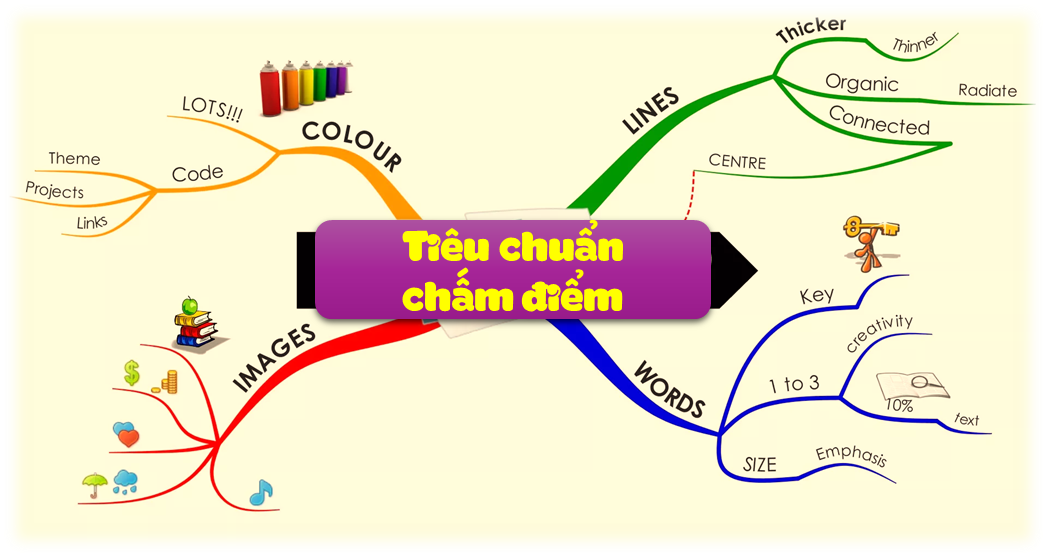 Tiêu chuẩn
chấm điểm
COLOUR
LOTS!!!
Code
Theme
Projects
Links
LINES
Thicker
Thinner
Organic
Radiate
Connected
CENTRE
IMAGES
WORDS
Key
1 to 3
creativity
10%
text
SIZE
Emphasis